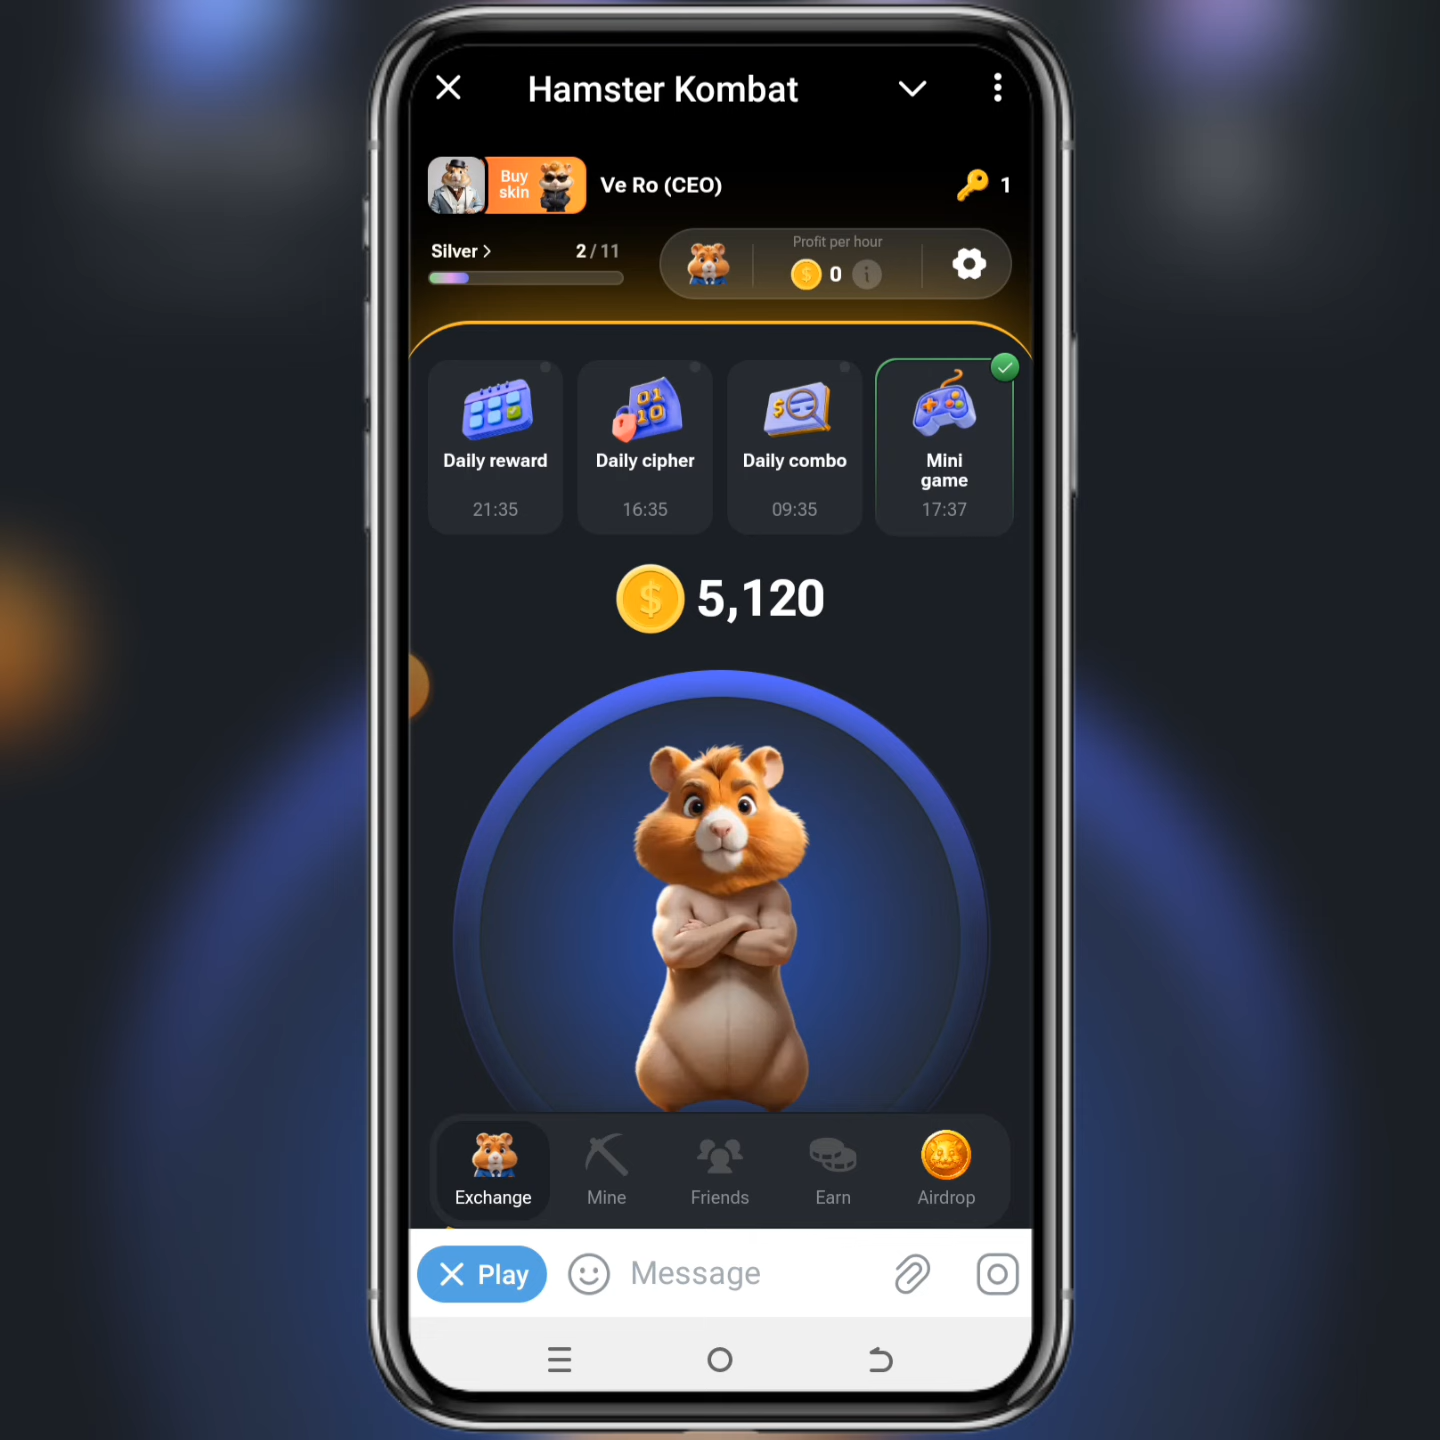 Hamster Kombat
Buy
skin
Ve Ro (CEO)
1
Silver >
2 / 11
Profit per hour
$ 0 i
01
10
$
Daily reward
Daily cipher
Daily combo
Mini
game
21:35
16:35
09:35
17:37
$ 5,120
Exchange
Mine
Friends
Earn
Airdrop
Play
Message